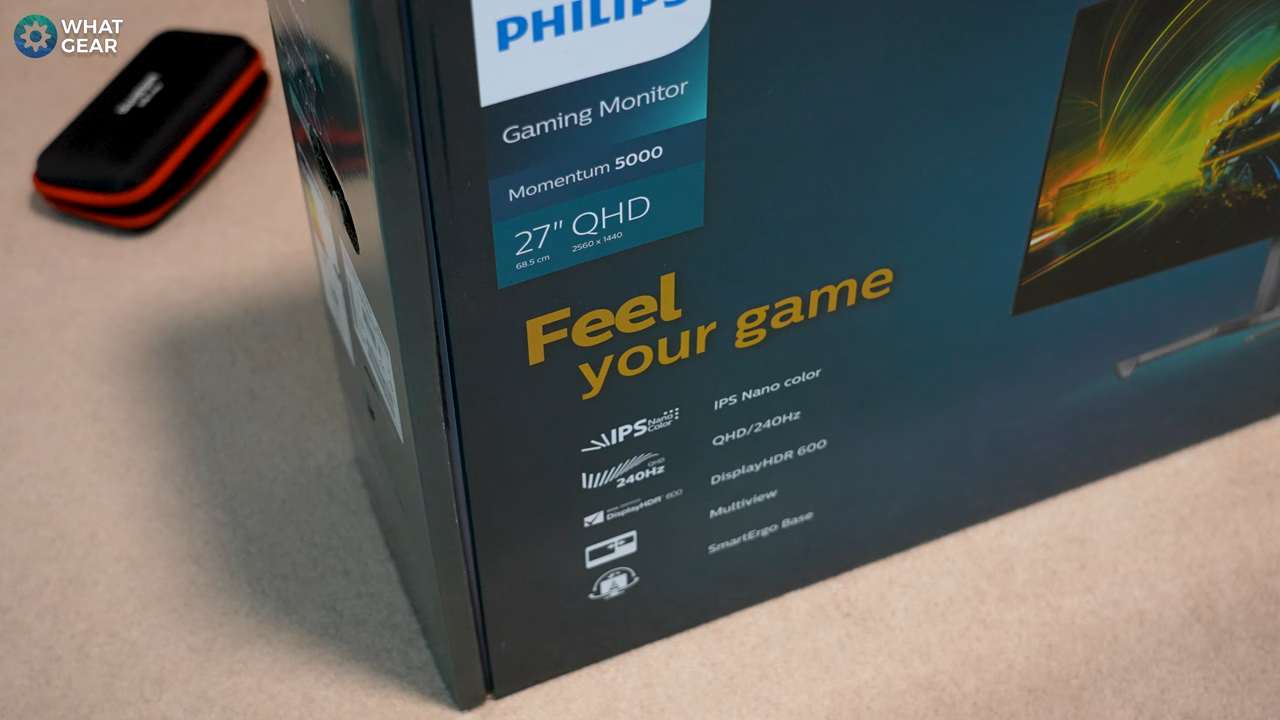 WHAT
GEAR
PHILIPS
Gaming Monitor
Momentum 5000
27" QHD
68.5 cm 2560 x 1440
Feel
your game
IPS Nano Color
IPS Nano color
QHD
240Hz
QHD/240Hz
DisplayHDR 600
DisplayHDR 600
Multiview
SmartErgo Base